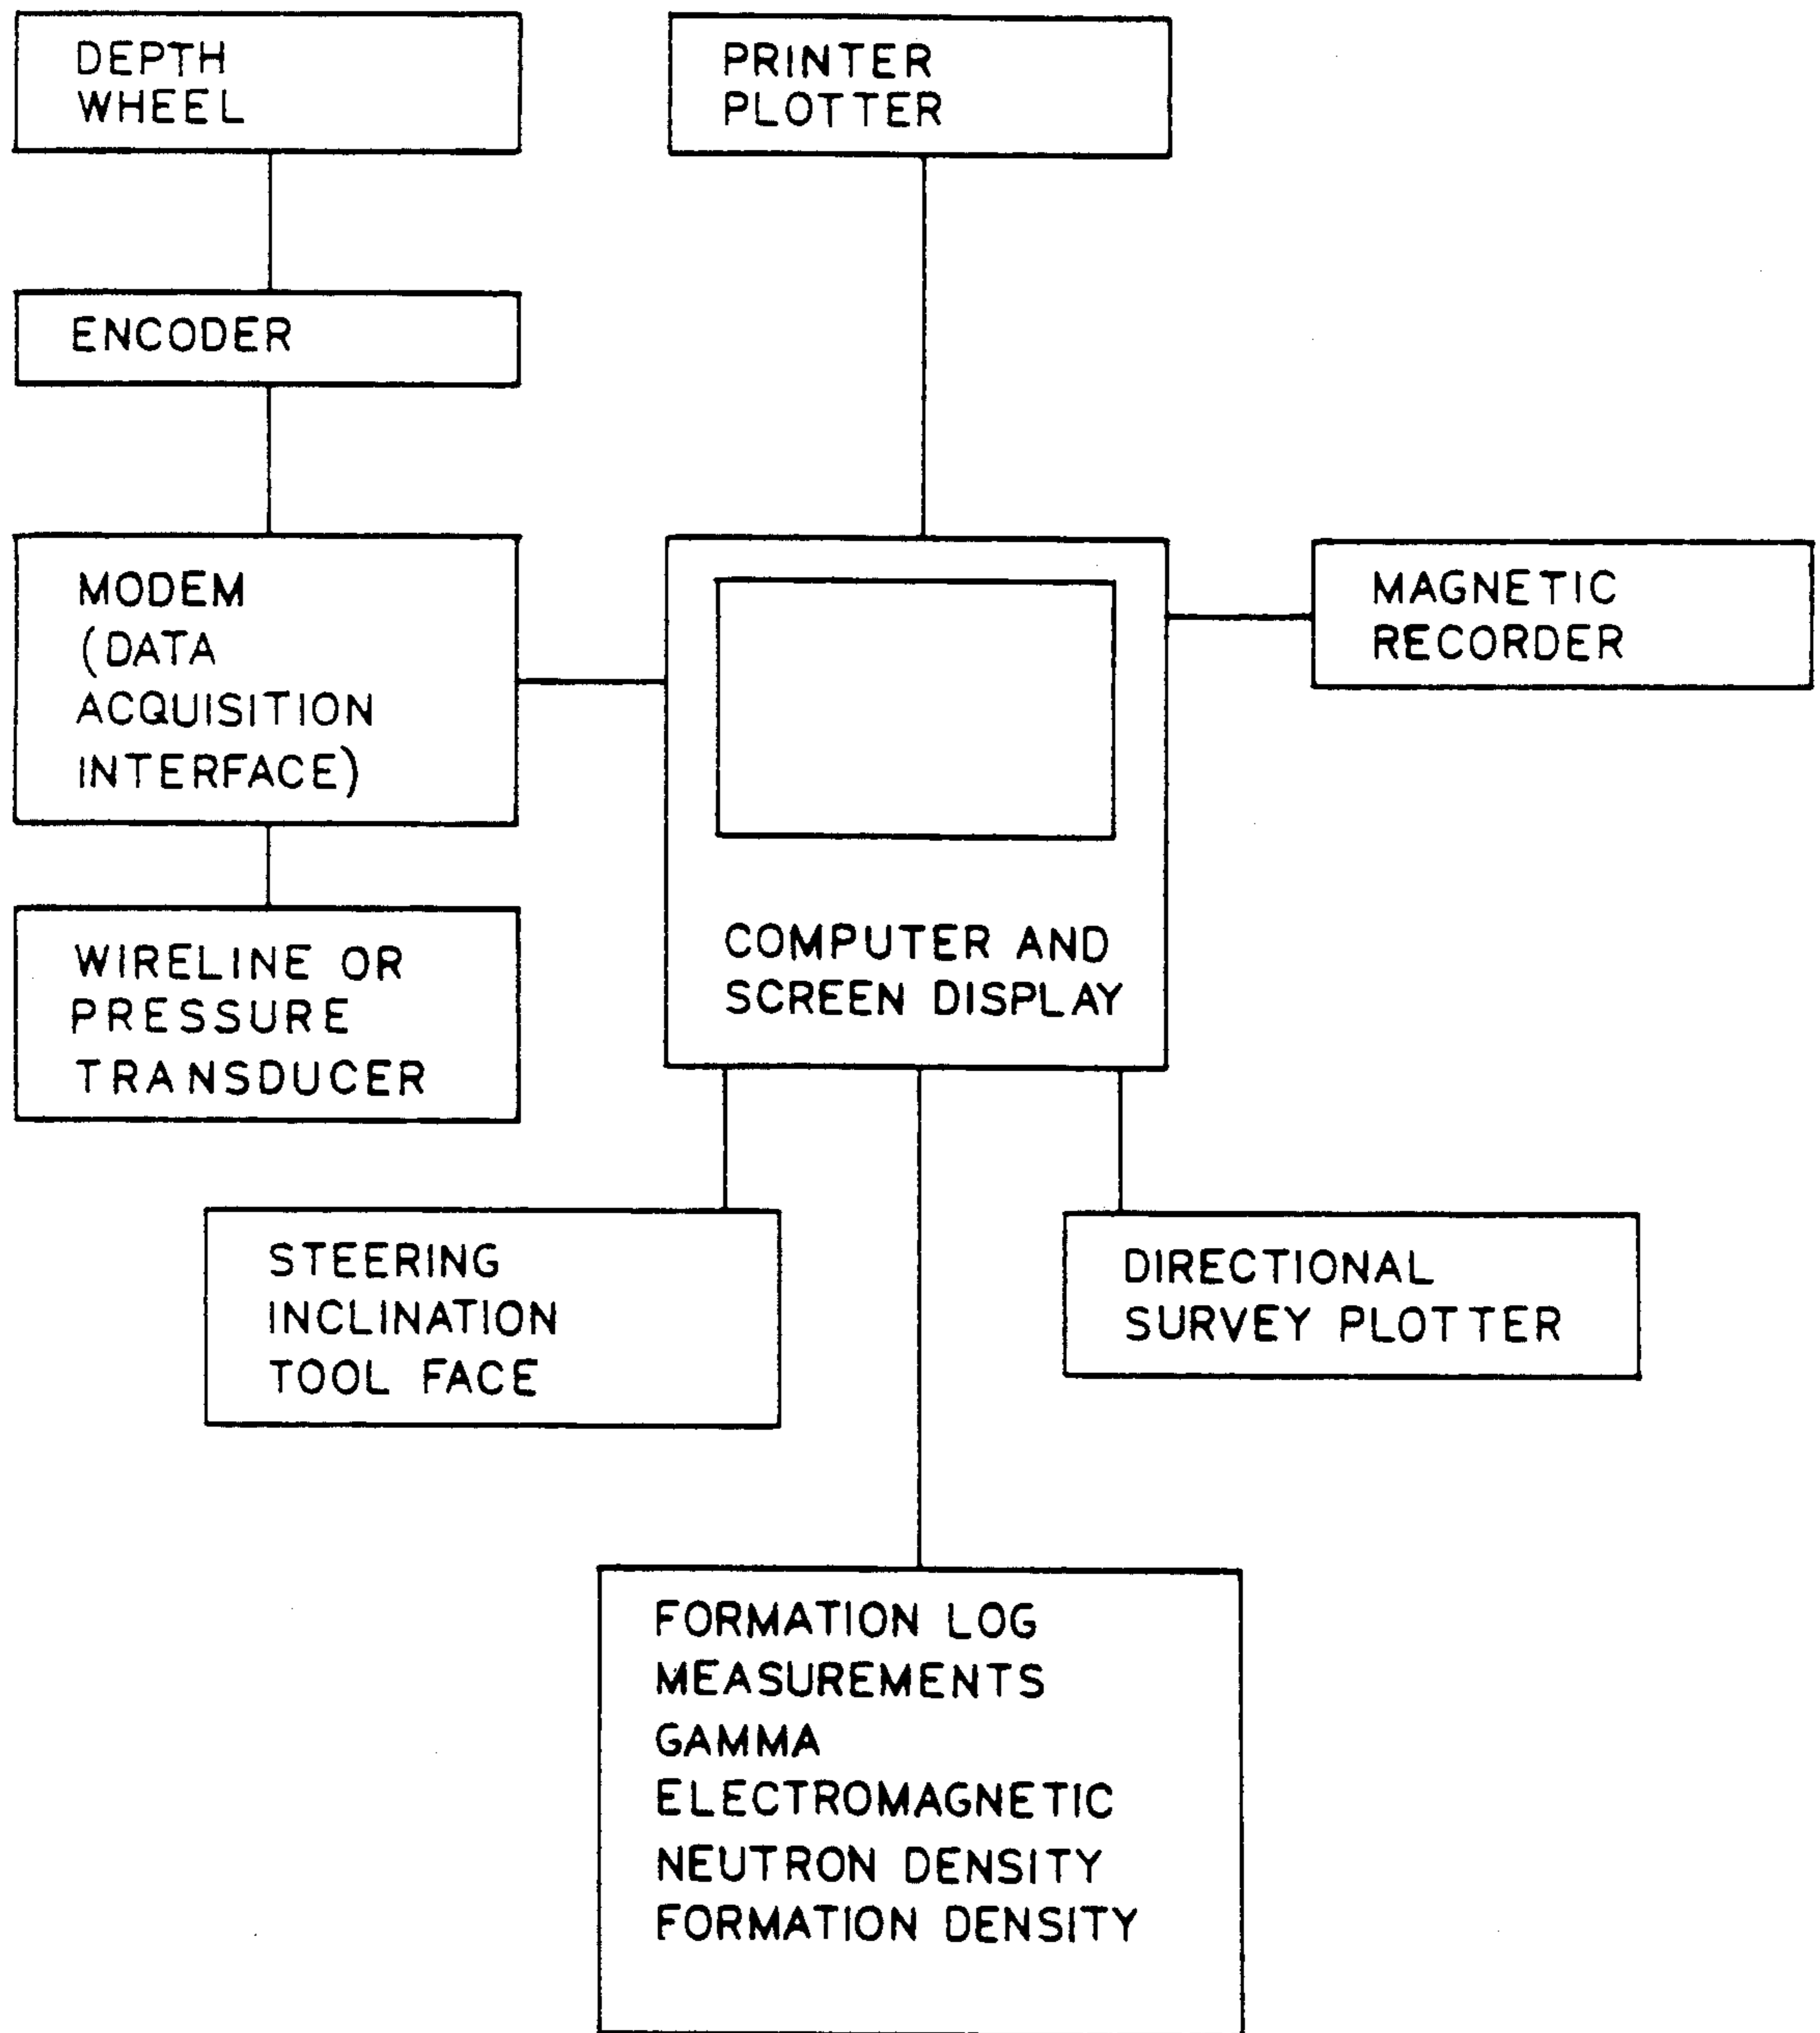 DEPTH
WHEEL
PRINTER
PLOTTER
ENCODER
MODEM
(DATA
ACQUISITION
INTERFACE)
MAGNETIC
RECORDER
WIRELINE OR
PRESSURE
TRANSDUCER
COMPUTER AND
SCREEN DISPLAY
STEERING
INCLINATION
TOOL FACE
DIRECTIONAL
SURVEY PLOTTER
FORMATION LOG
MEASUREMENTS
GAMMA
ELECTROMAGNETIC
NEUTRON DENSITY
FORMATION DENSITY